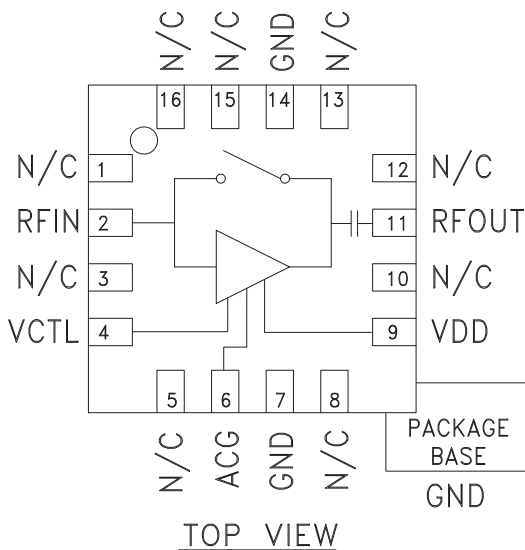 N/C N/C GND N/C
16 15 14 13
N/C 1 12 N/C
RFIN 2 11 RFOUT
N/C 3 10 N/C
VCTL 4 9 VDD
5 6 7 8
N/C ACG GND N/C
PACKAGE
BASE
GND
TOP VIEW